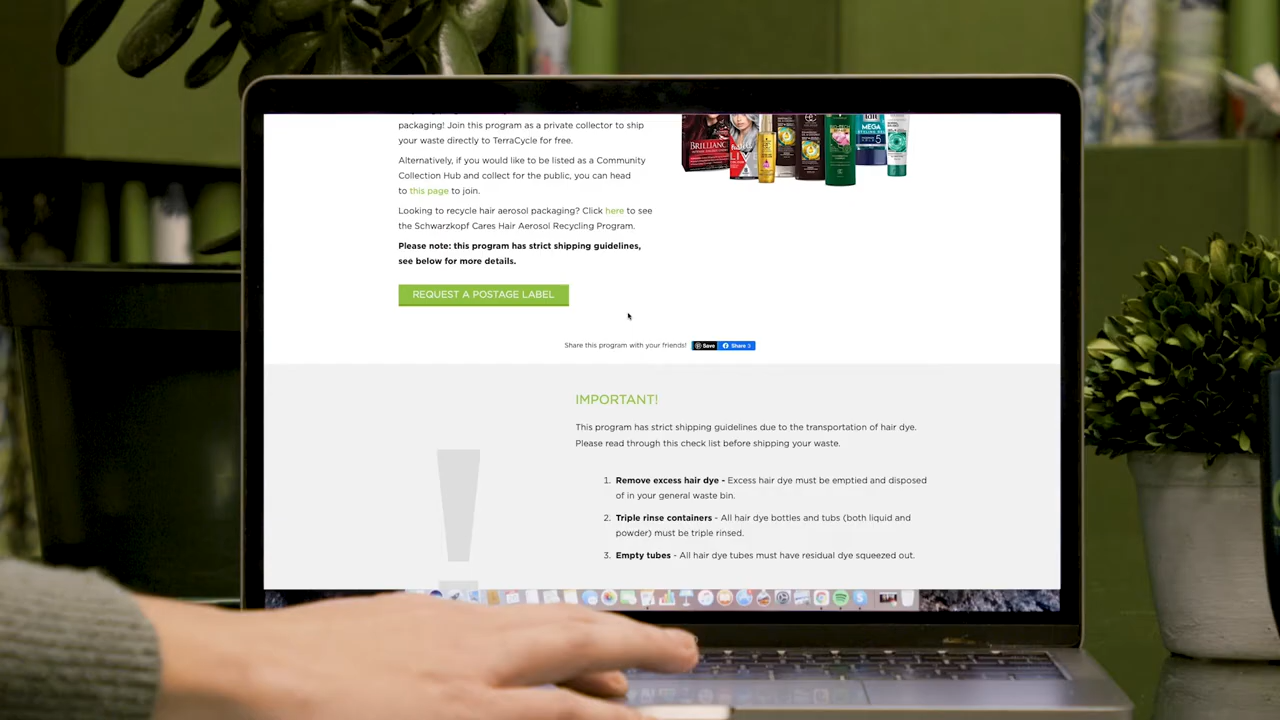 packaging! Join this program as a private collector to ship
your waste directly to TerraCycle for free.
Alternatively, if you would like to be listed as a Community
Collection Hub and collect for the public, you can head
to this page to join.
Looking to recycle hair aerosol packaging? Click here to see
the Schwarzkopf Cares Hair Aerosol Recycling Program.
Please note: this program has strict shipping guidelines,
see below for more details.
REQUEST A POSTAGE LABEL
Share this program with your friends!
Save
Share 2
IMPORTANT!
This program has strict shipping guidelines due to the transportation of hair dye.
Please read through this check list before shipping your waste.
1. Remove excess hair dye - Excess hair dye must be emptied and disposed
of in your general waste bin.
2. Triple rinse containers - All hair dye bottles and tubs (both liquid and
powder) must be triple rinsed.
3. Empty tubes - All hair dye tubes must have residual dye squeezed out.
MEGA